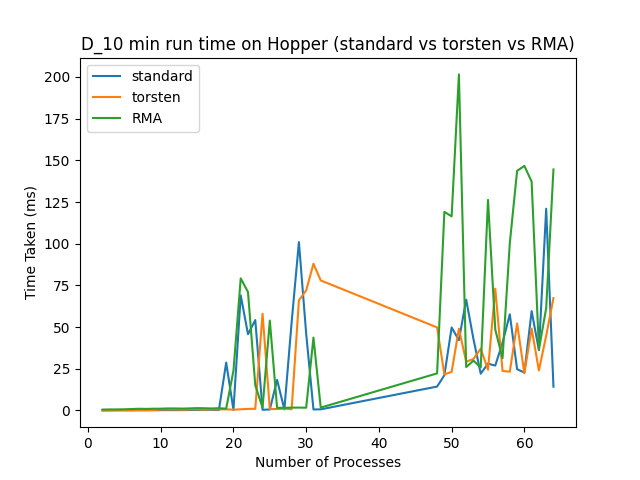 D_10 min run time on Hopper (standard vs torsten vs RMA)
standard
torsten
RMA
Time Taken (ms)
200
175
150
125
100
75
50
25
0
0 10 20 30 40 50 60
Number of Processes